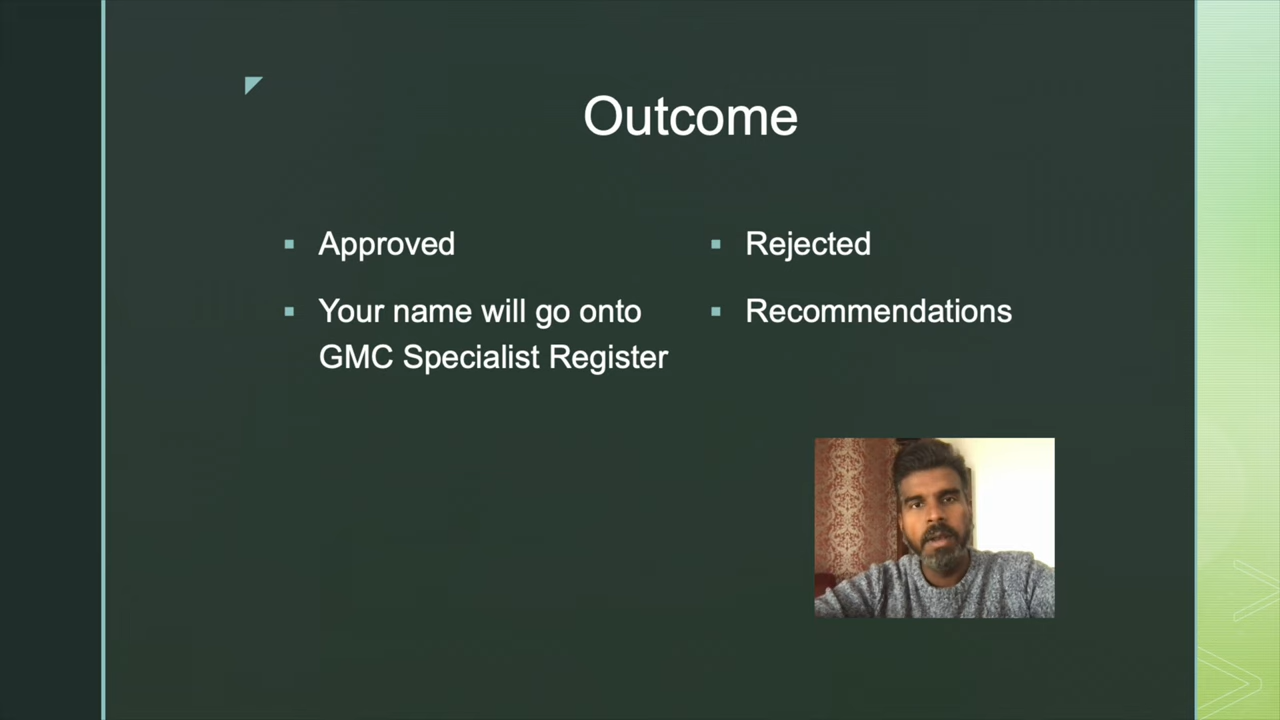 Outcome
Approved
Your name will go onto
GMC Specialist Register
Rejected
Recommendations